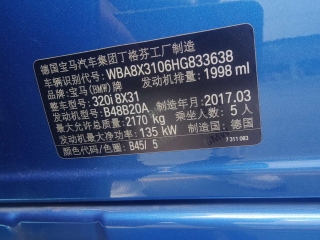 德国宝马汽车集团丁格芬工厂制造
车辆识别代号: WBA8X3106HG833638
品牌: 宝马(BMW)牌 发动机排量: 1998 ml
整车型号: 320i 8X31
发动机型号: B48B20A 制造年月: 2017.03
最大允许总质量: 2170 kg 乘坐人数: 5 人
发动机最大净功率: 135 kW 制造国: 德国
颜色代码/色圈: B45/ 5
7 311 083